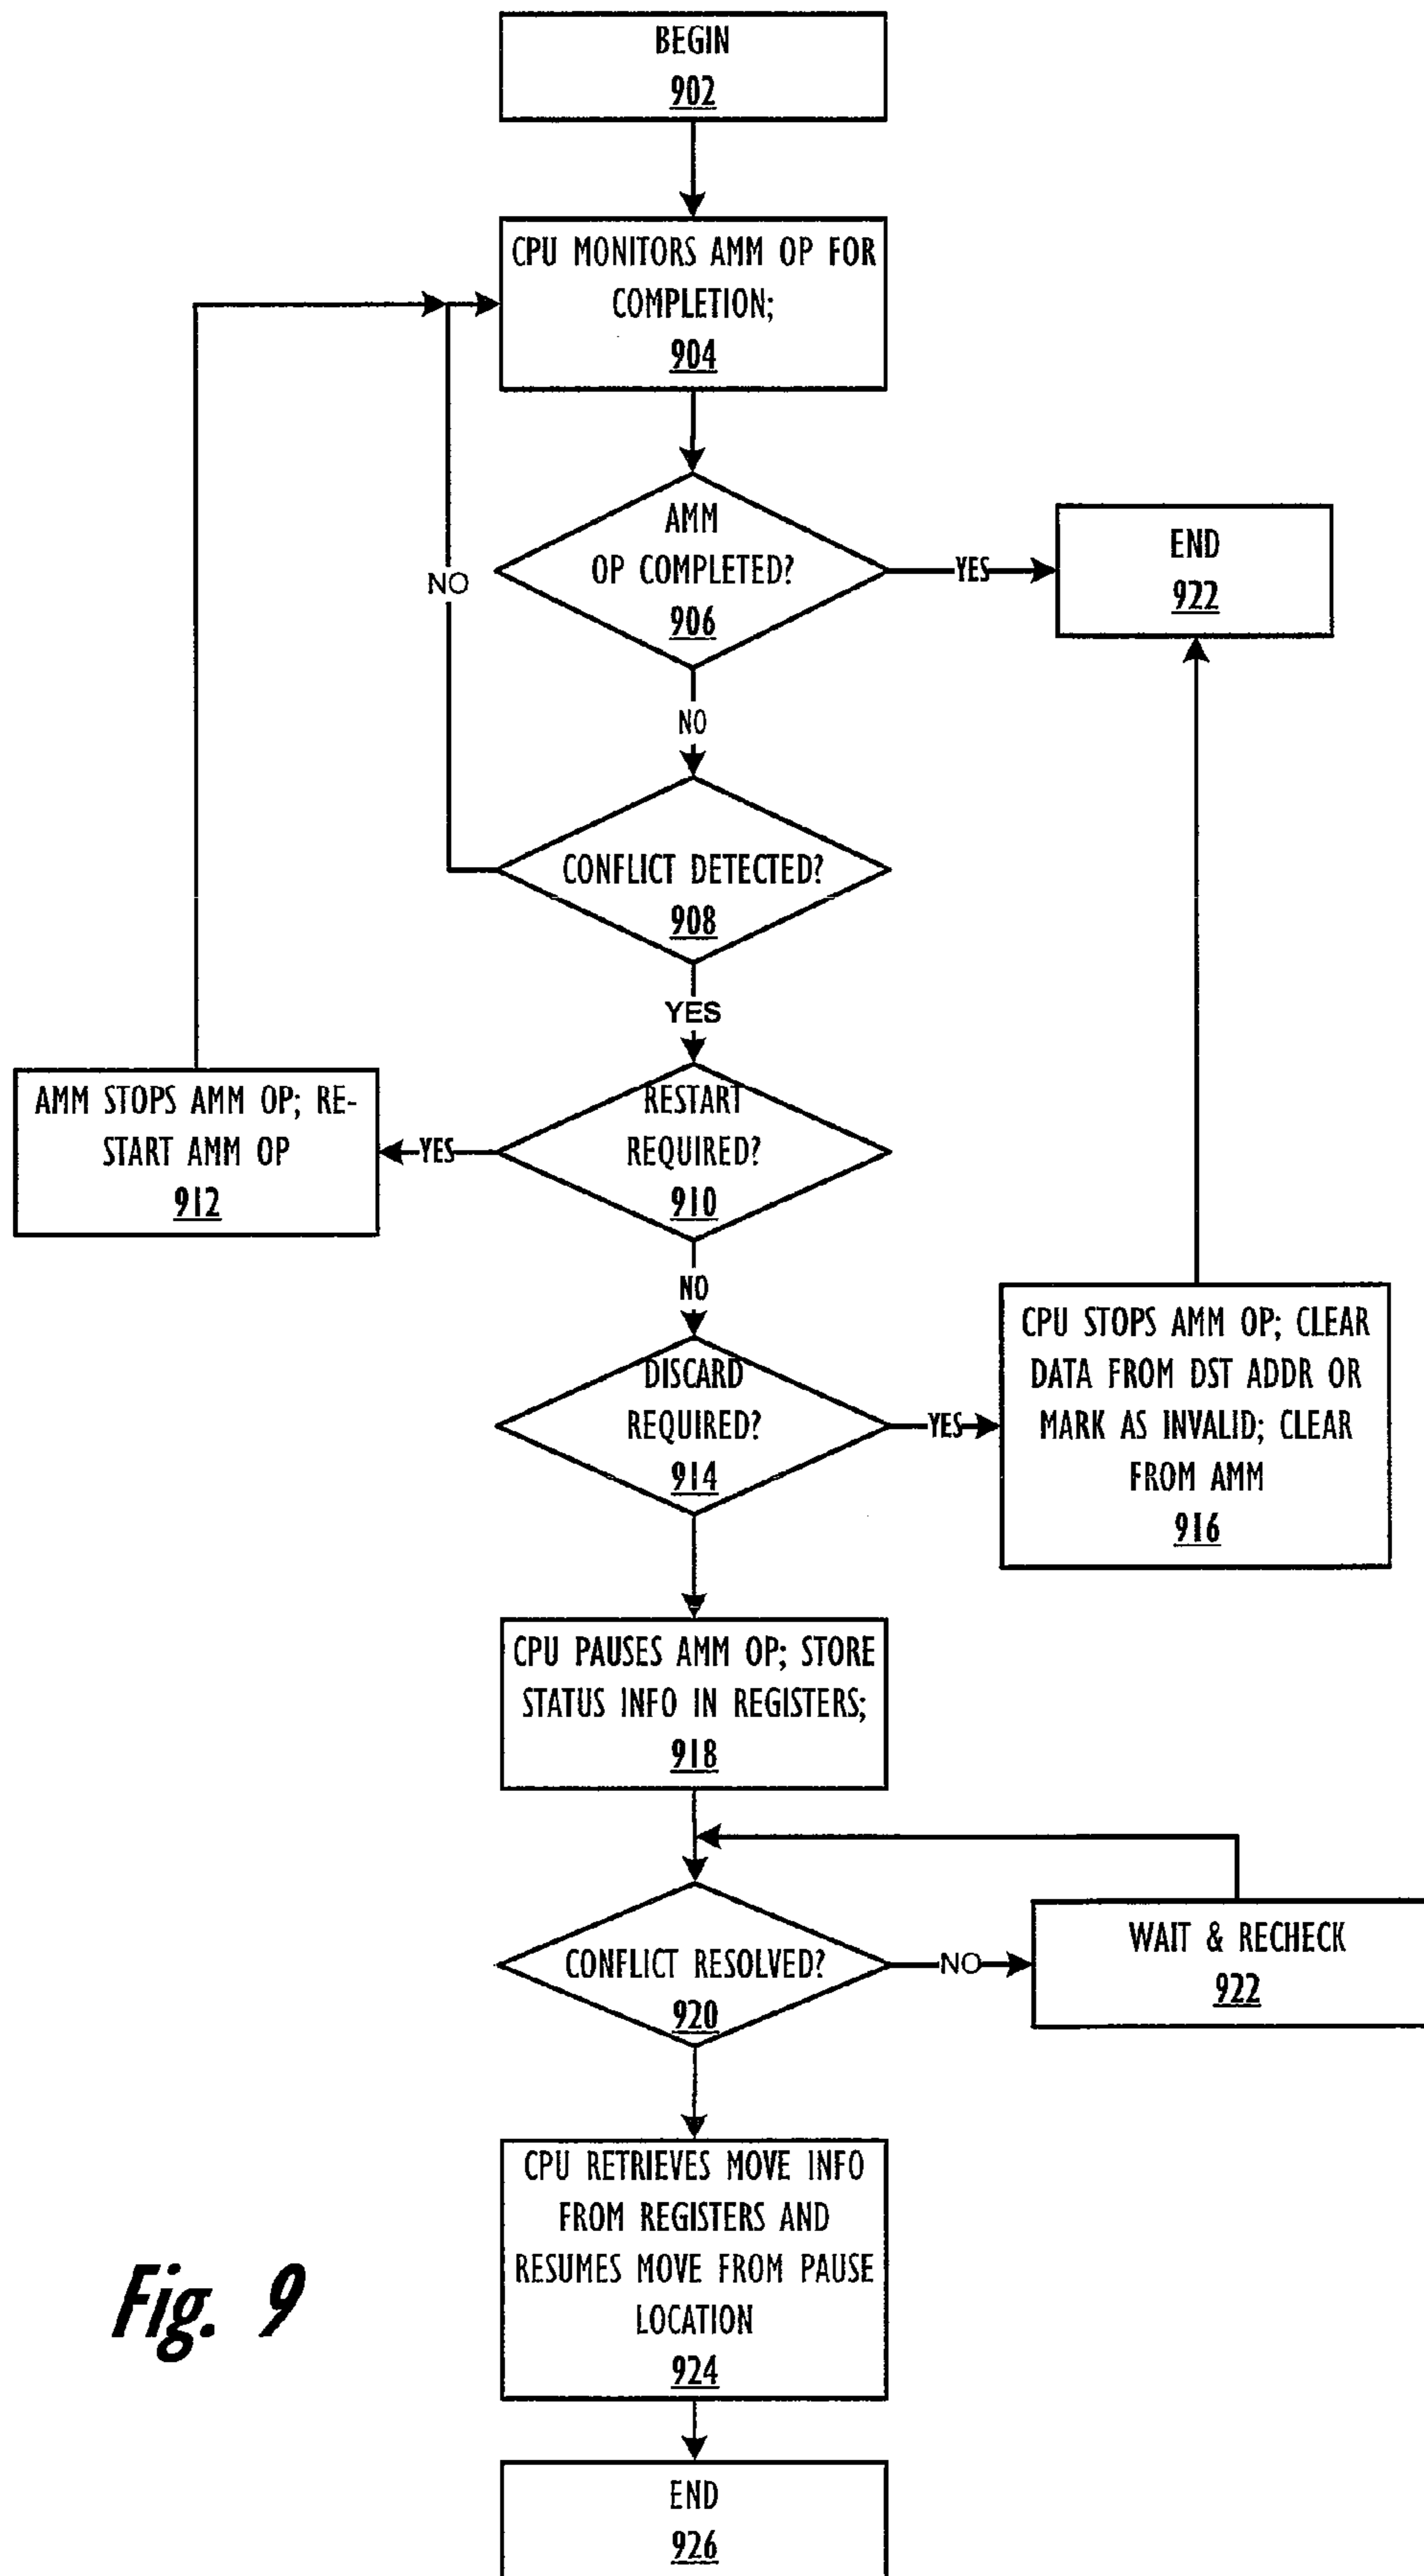 BEGIN
902
CPU MONITORS AMM OP FOR
COMPLETION;
904
AMM
OP COMPLETED?
906
YES
END
922
NO
NO
CONFLICT DETECTED?
908
YES
RESTART
REQUIRED?
910
YES
AMM STOPS AMM OP; RE-
START AMM OP
912
NO
DISCARD
REQUIRED?
914
YES
CPU STOPS AMM OP; CLEAR
DATA FROM DST ADDR OR
MARK AS INVALID; CLEAR
FROM AMM
916
CPU PAUSES AMM OP; STORE
STATUS INFO IN REGISTERS;
918
CONFLICT RESOLVED?
920
NO
WAIT & RECHECK
922
CPU RETRIEVES MOVE INFO
FROM REGISTERS AND
RESUMES MOVE FROM PAUSE
LOCATION
924
END
926
Fig. 9